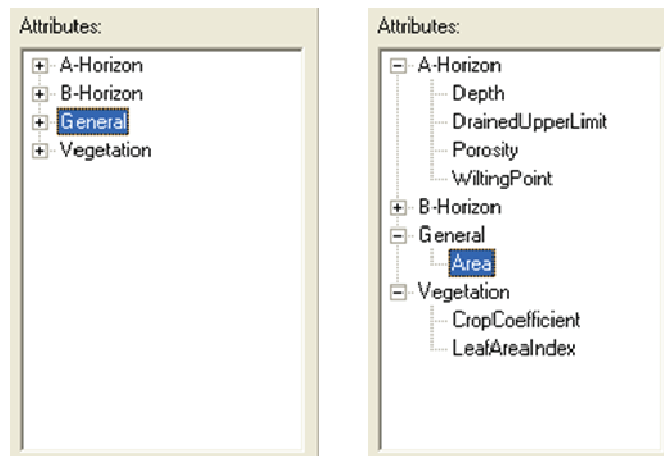 Attributes:
A-Horizon
B-Horizon
General
Vegetation
Attributes:
A-Horizon
Depth
DrainedUpperLimit
Porosity
WiltingPoint
B-Horizon
General
Area
Vegetation
CropCoefficient
LeafAreaIndex